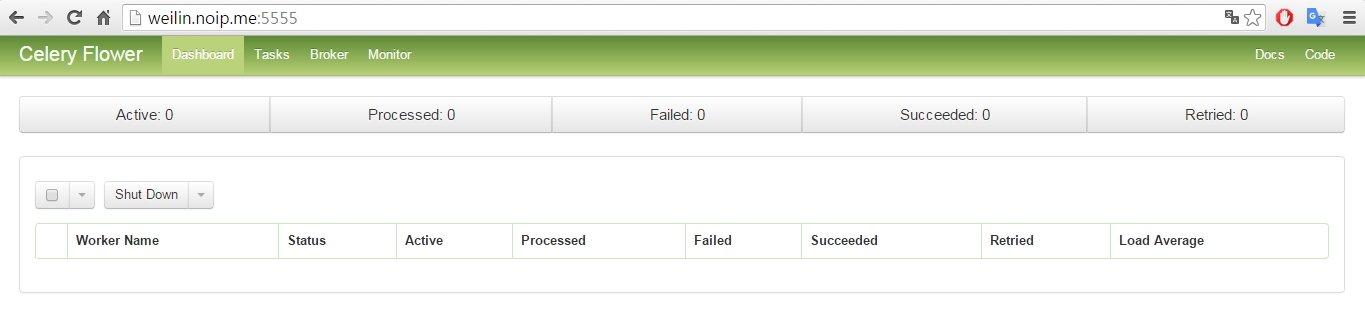 weilin.noip.me:5555
Celery Flower Dashboard Tasks Broker Monitor Docs Code
Active: 0 Processed: 0 Failed: 0 Succeeded: 0 Retried: 0
Shut Down
Worker Name Status Active Processed Failed Succeeded Retried Load Average